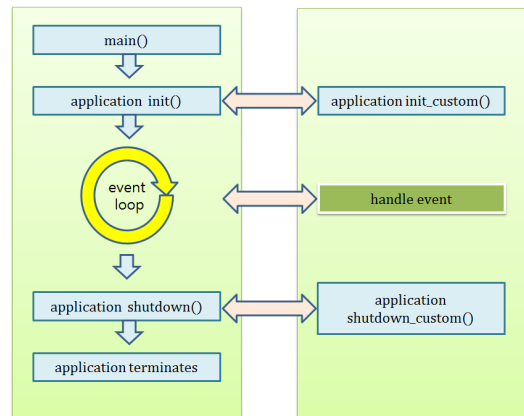 main()
application init()
application init_custom()
event
loop
handle event
application shutdown()
application
shutdown_custom()
application terminates